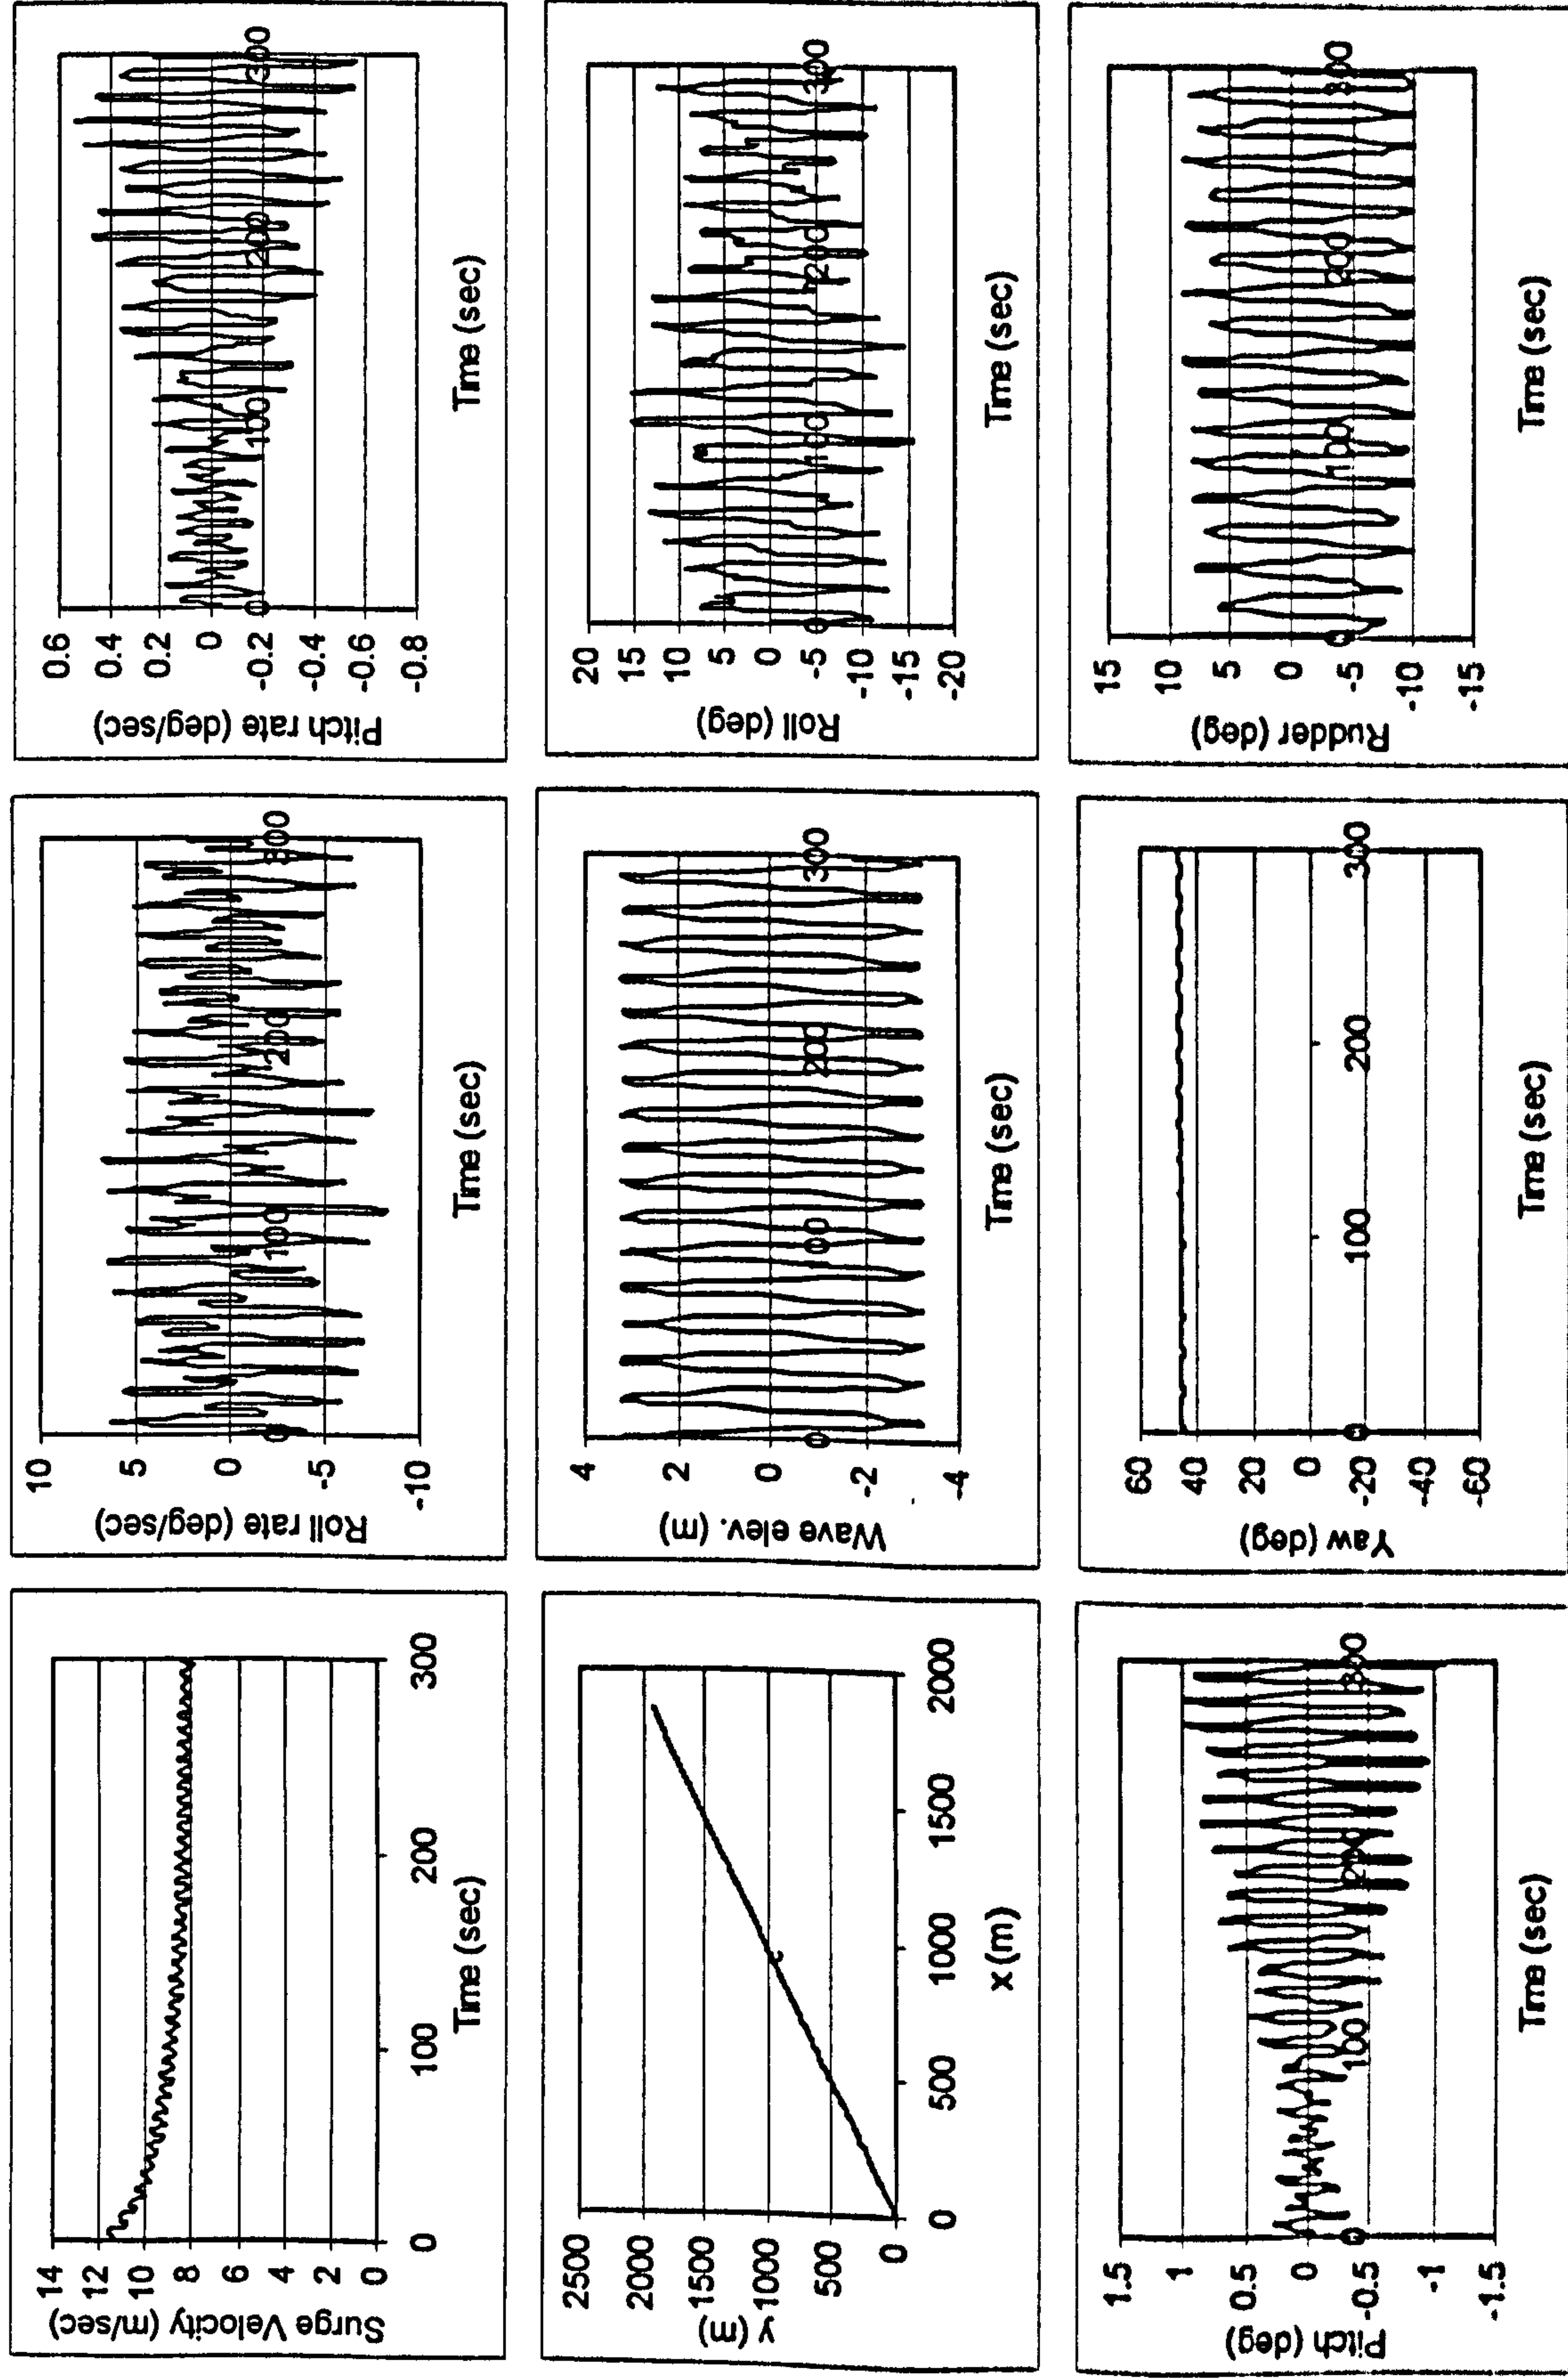 Surge Velocity (m/sec)
14
12
10
8
6
4
2
0
0 100 200 300
Time (sec)
Roll rate (deg/sec)
10
5
0
-5
-10
0 100 200 300
Time (sec)
Pitch rate (deg/sec)
0.6
0.4
0.2
0
-0.2
-0.4
-0.6
-0.8
0 100 200 300
Time (sec)
y (m)
2500
2000
1500
1000
500
0
0 500 1000 1500 2000
x (m)
Wave elev. (m)
4
2
0
-2
-4
0 100 200 300
Time (sec)
Roll (deg)
20
15
10
5
0
-5
-10
-15
-20
0 100 200 300
Time (sec)
Pitch (deg)
1.5
1
0.5
0
-0.5
-1
-1.5
0 100 200 300
Time (sec)
Yaw (deg)
60
40
20
0
-20
-40
-60
0 100 200 300
Time (sec)
Rudder (deg)
15
10
5
0
-5
-10
-15
0 100 200 300
Time (sec)